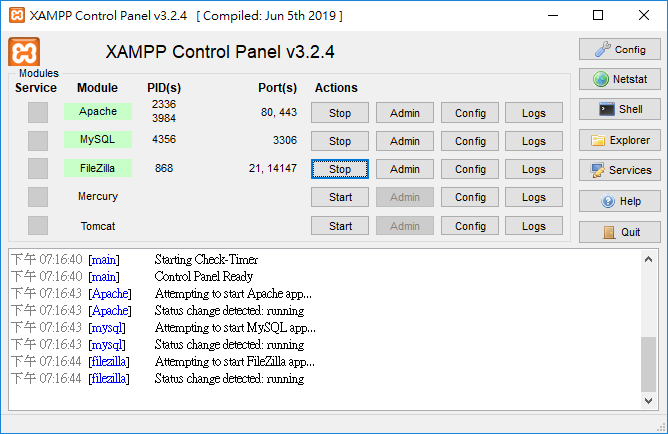 XAMPP Control Panel v3.2.4 [ Compiled: Jun 5th 2019 ]
XAMPP Control Panel v3.2.4
Config
Modules
Service Module PID(s) Port(s) Actions
Netstat
Apache 2336 3984 80, 443 Stop Admin Config Logs
Shell
MySQL 4356 3306 Stop Admin Config Logs
Explorer
FileZilla 868 21, 14147 Stop Admin Config Logs
Services
Mercury Start Admin Config Logs
Help
Tomcat Start Admin Config Logs
Quit
下午 07:16:40 [main] Starting Check-Timer
下午 07:16:40 [main] Control Panel Ready
下午 07:16:43 [Apache] Attempting to start Apache app...
下午 07:16:43 [Apache] Status change detected: running
下午 07:16:43 [mysql] Attempting to start MySQL app...
下午 07:16:43 [mysql] Status change detected: running
下午 07:16:44 [filezilla] Attempting to start FileZilla app...
下午 07:16:44 [filezilla] Status change detected: running